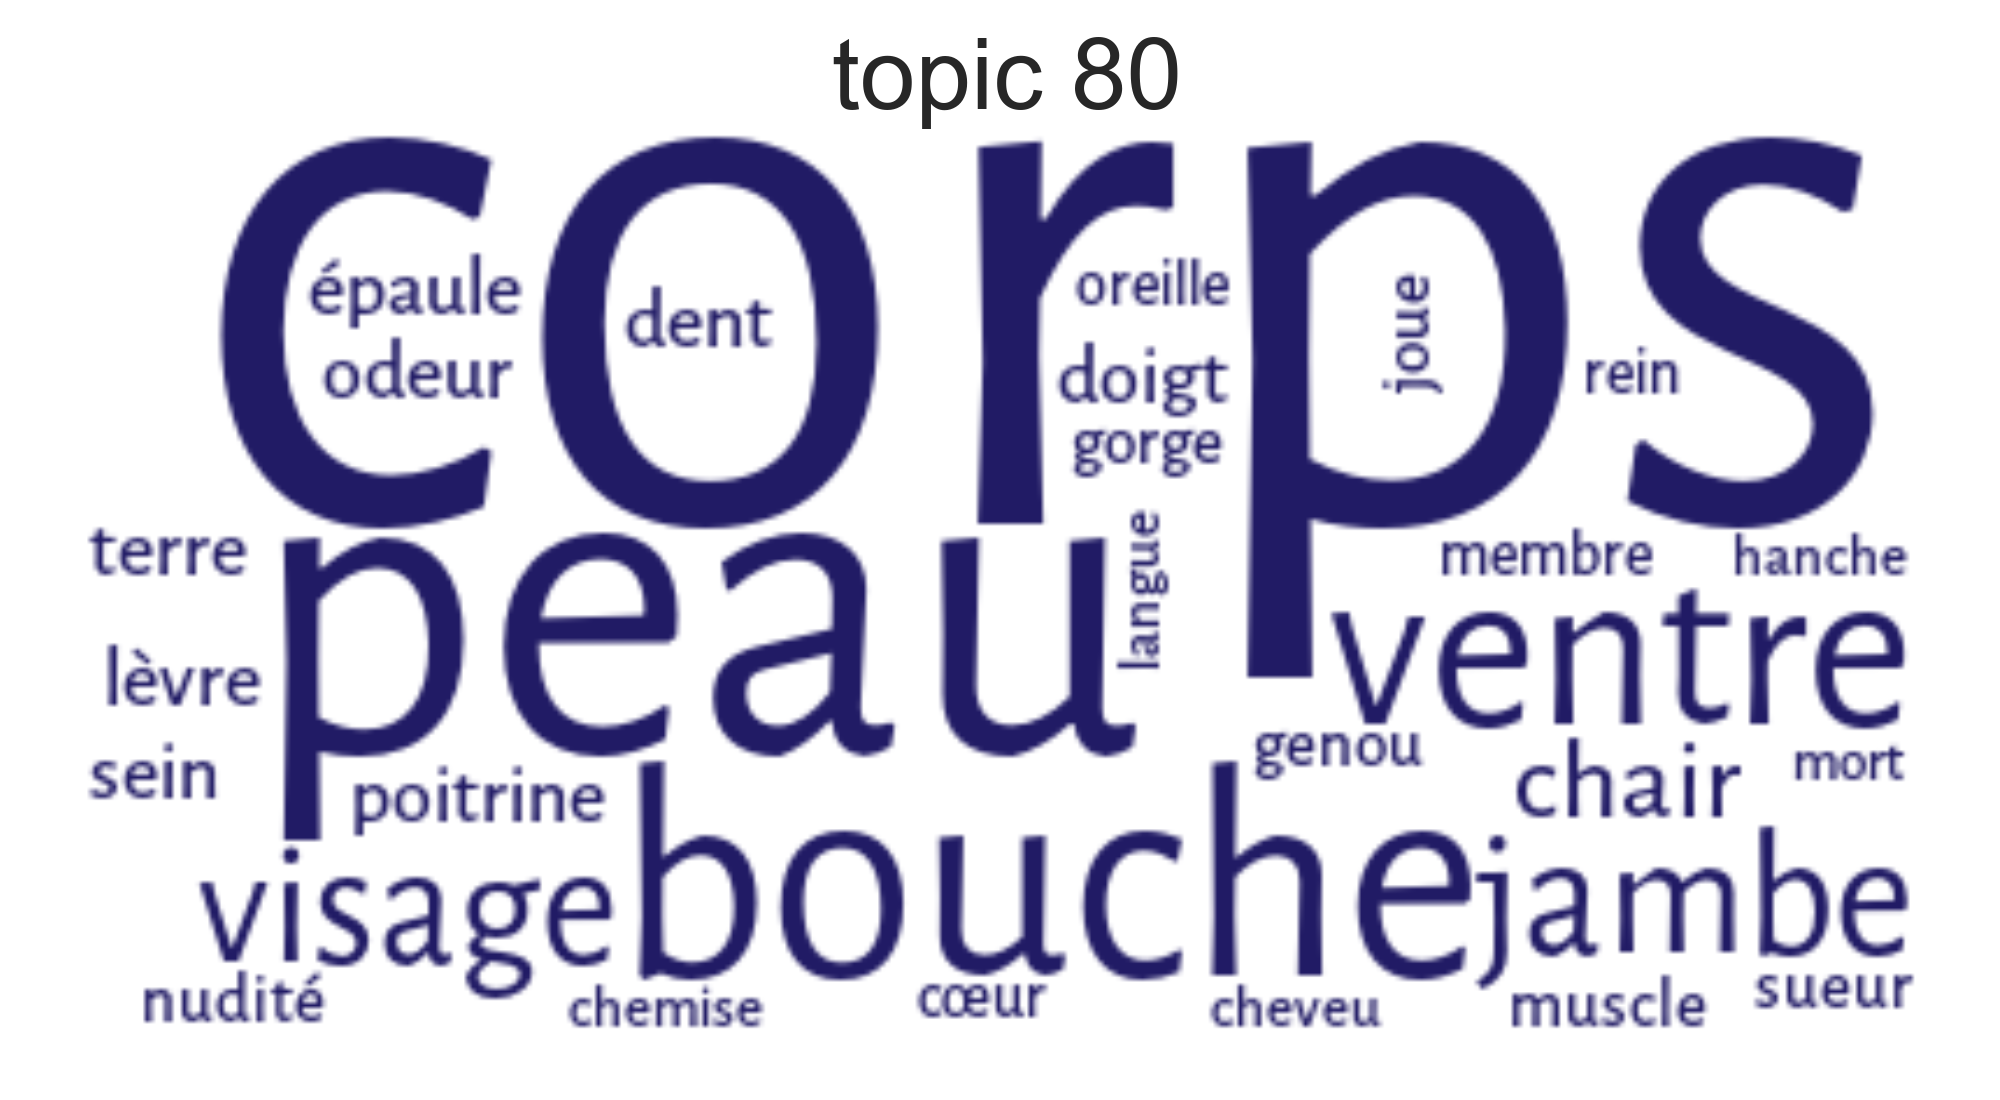 topic 80
corps
épaule
dent
oreille
joue
odeur
doigt
rein
gorge
terre
peau
langue
membre
hanche
lèvre
ventre
sein
poitrine
genou
chair
mort
visage
bouche
jambe
nudité
chemise
cœur
cheveu
muscle
sueur